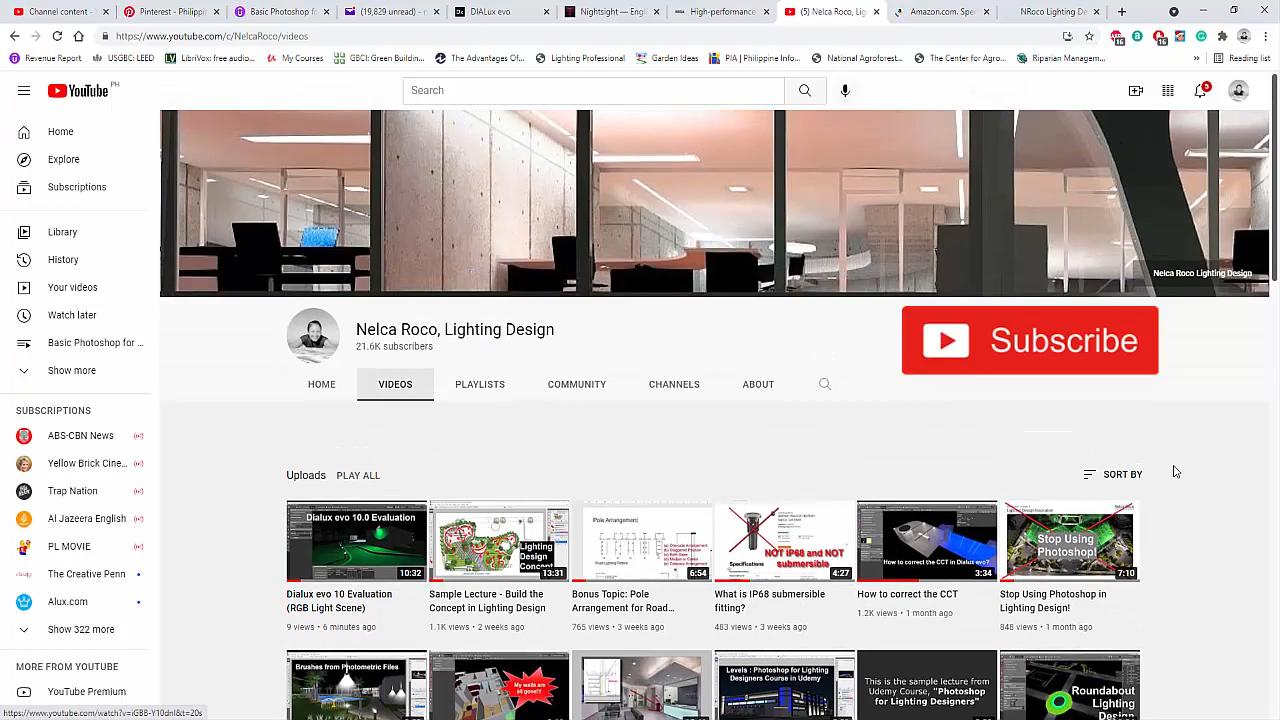 Channel content -
Pinterest - Philippin
Basic Photoshop fo
(19,829 unread) - n
DIALux evo
Nightsight — Engl
High-performance
(5) Nelca Roco, Lig
Amazon.com. Spe
NRoco Lighting De
https://www.youtube.com/c/NelcaRoco/videos
16
16
Revenue Report
USGBC: LEED
LibriVox: free audio...
My Courses
GBCI: Green Building...
The Advantages Of...
Lighting Professional
Garden Ideas
PIA | Philippine Info...
National Agroforest...
The Center for Agro...
Riparian Managem...
Reading list
YouTube PH
Search
5
Home
Explore
Subscriptions
Library
History
Your videos
Watch later
Basic Photoshop for ...
Show more
SUBSCRIPTIONS
ABS-CBN News
Yellow Brick Cine...
Trap Nation
Show 322 more
MORE FROM YOUTUBE
YouTube Premium
Nelca Roco Lighting Design
Nelca Roco, Lighting Design
21.6K subscribers
Subscribe
HOME
VIDEOS
PLAYLISTS
COMMUNITY
CHANNELS
ABOUT
Uploads
PLAY ALL
SORT BY
Dialux evo 10.0 Evaluation
10:32
Dialux evo 10 Evaluation
(RGB Light Scene)
9 views • 6 minutes ago
Lighting
Design
Concept
13:31
Sample Lecture - Build the
Concept in Lighting Design
1.1K views • 2 weeks ago
Pole Arrangement
6:54
Bonus Topic: Pole
Arrangement for Road...
765 views • 3 weeks ago
NOT IP68 and NOT
submersible
Specifications
4:27
What is IP68 submersible
fitting?
483 views • 3 weeks ago
How to correct the CCT in Dialux evo?
3:34
How to correct the CCT
1.2K views • 1 month ago
Stop Using
Photoshop
7:10
Stop Using Photoshop in
Lighting Design!
848 views • 1 month ago
Brushes from Photometric Files
My walls are
all gone!!!
Levels : Photoshop for Lighting
Designers Course in Udemy
This is the sample lecture from
Udemy Course, "Photoshop
for Lighting Designers"
Roundabout
Lighting
Design